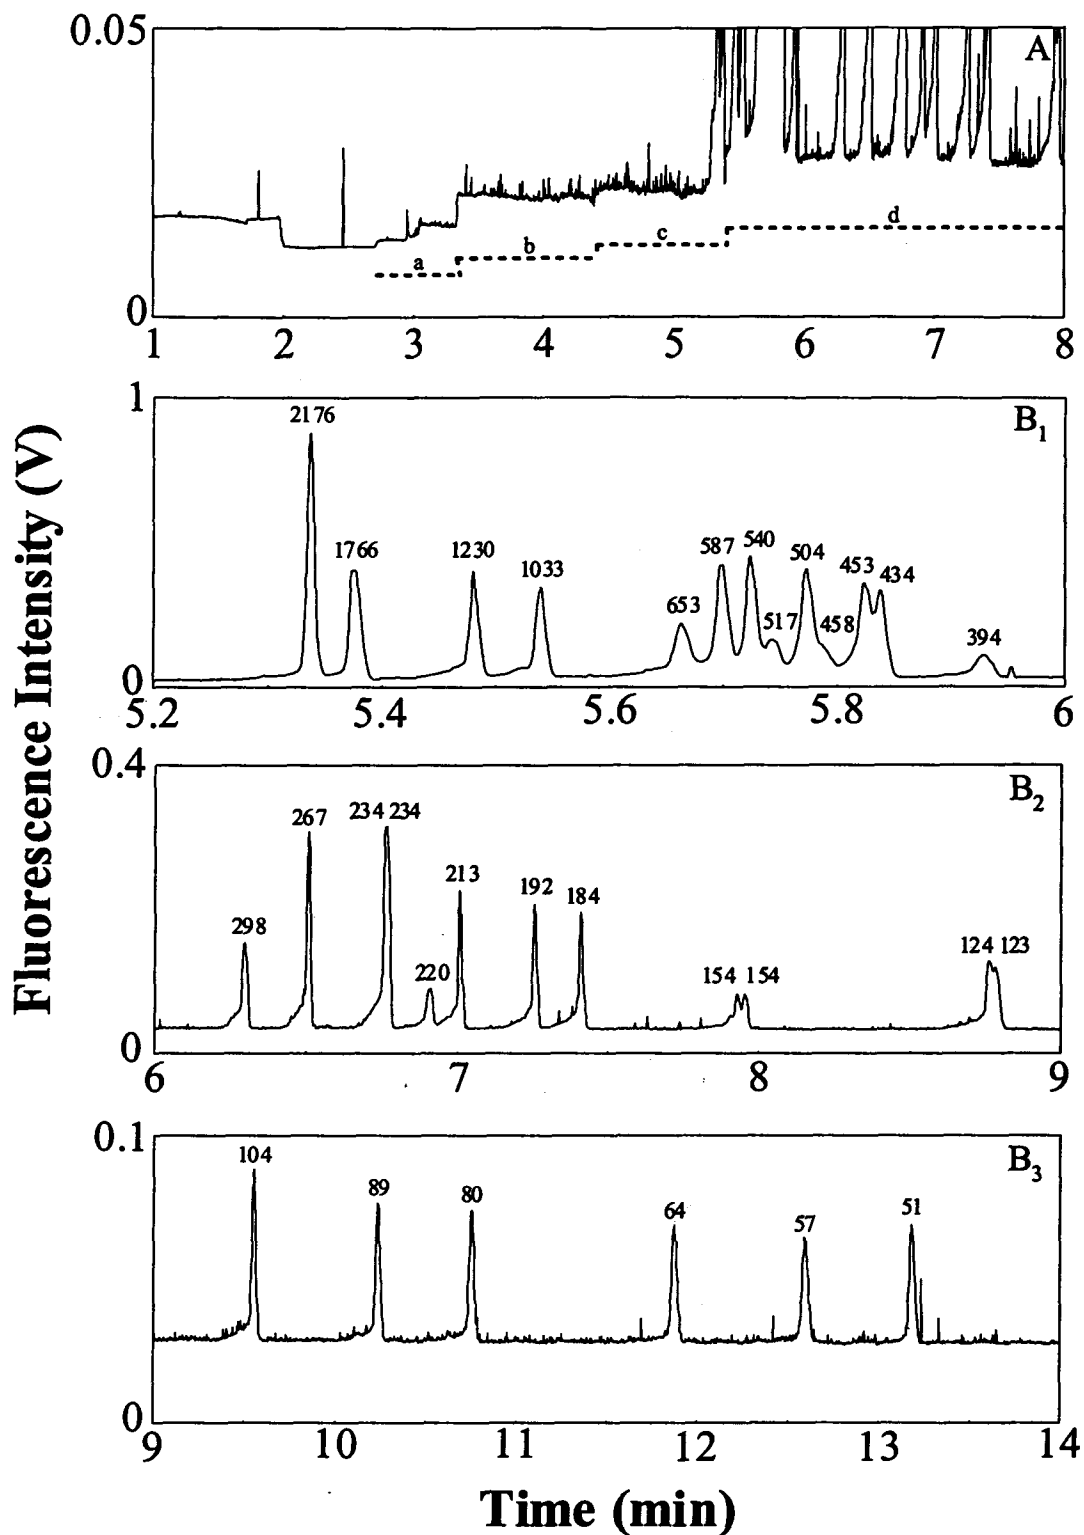 Fluorescence Intensity (V)
0.05
A
a
b
c
d
0
1 2 3 4 5 6 7 8
1
B1
2176
1766
1230
1033
653
587
540
517
504
458
453
434
394
0
5.2 5.4 5.6 5.8 6
0.4
B2
298
267
234 234
220
213
192
184
154 154
124 123
0
6 7 8 9
0.1
B3
104
89
80
64
57
51
0
9 10 11 12 13 14
Time (min)